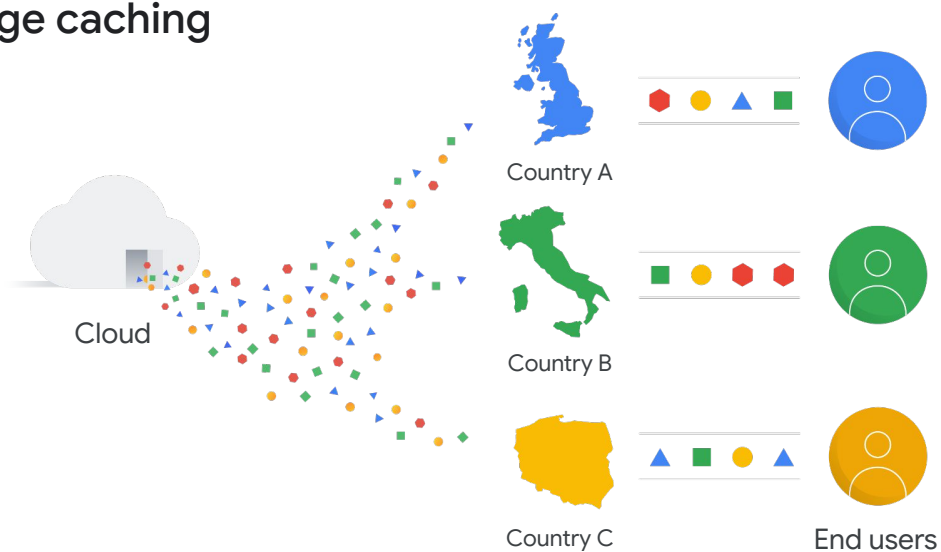 ge caching
Country A
Cloud
Country B
Country C
End users